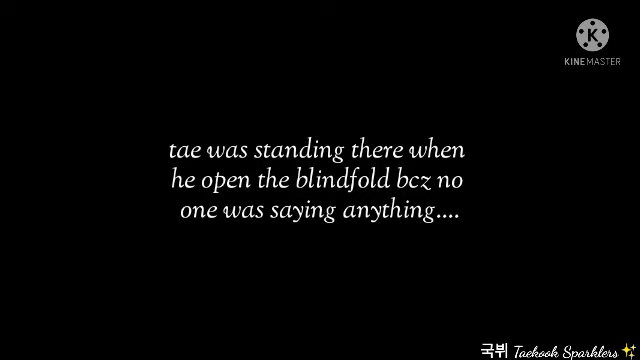 K
KINEMASTER
tae was standing there when
he open the blindfold bcz no
one was saying anything....
국뷔 Taekook Sparklers✨